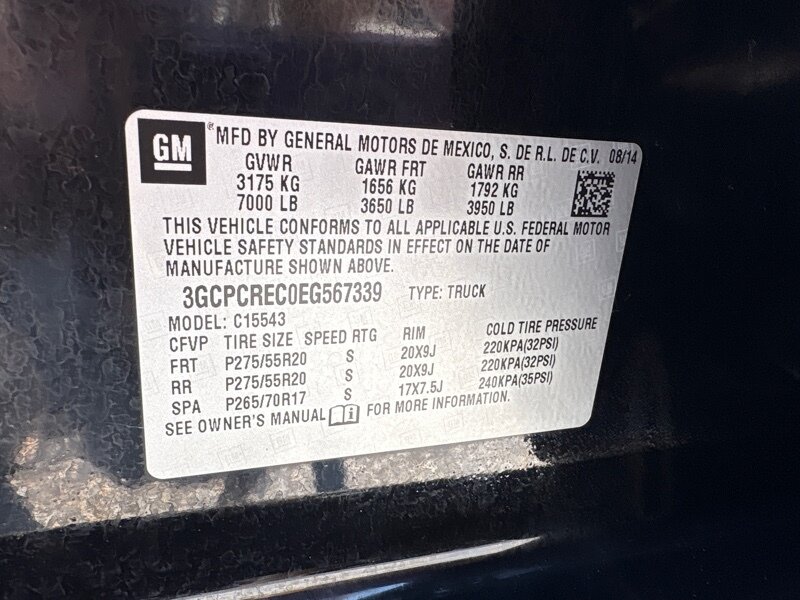 GM ® MFD BY GENERAL MOTORS DE MEXICO, S. DE R.L. DE C.V. 08/14
GVWR GAWR FRT GAWR RR
3175 KG 1656 KG 1792 KG
7000 LB 3650 LB 3950 LB
THIS VEHICLE CONFORMS TO ALL APPLICABLE U.S. FEDERAL MOTOR
VEHICLE SAFETY STANDARDS IN EFFECT ON THE DATE OF
MANUFACTURE SHOWN ABOVE.
3GCPCREC0EG567339 TYPE: TRUCK
MODEL: C15543
CFVP TIRE SIZE SPEED RTG RIM COLD TIRE PRESSURE
FRT P275/55R20 S 20X9J 220KPA(32PSI)
RR P275/55R20 S 20X9J 220KPA(32PSI)
SPA P265/70R17 S 17X7.5J 240KPA(35PSI)
SEE OWNER'S MANUAL FOR MORE INFORMATION.